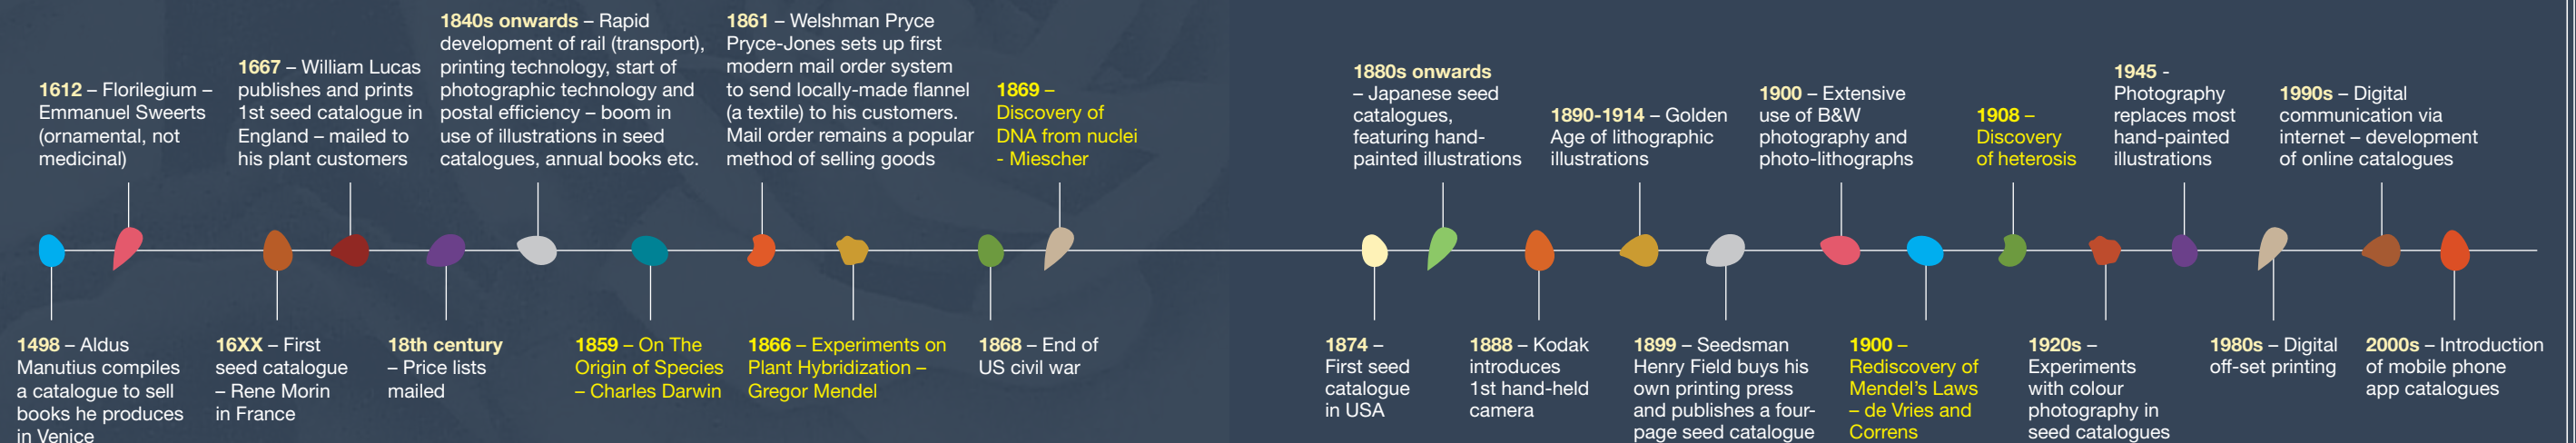 1612 – Florilegium –
Emmanuel Sweerts
(ornamental, not
medicinal)
1667 – William Lucas
publishes and prints
1st seed catalogue in
England – mailed to
his plant customers
1840s onwards – Rapid
development of rail (transport),
printing technology, start of
photographic technology and
postal efficiency – boom in
use of illustrations in seed
catalogues, annual books etc.
1861 – Welshman Pryce
Pryce-Jones sets up first
modern mail order system
to send locally-made flannel
(a textile) to his customers.
Mail order remains a popular
method of selling goods
1869 –
Discovery of
DNA from nuclei
- Miescher
1880s onwards
– Japanese seed
catalogues,
featuring hand-
painted illustrations
1890-1914 – Golden
Age of lithographic
illustrations
1900 – Extensive
use of B&W
photography and
photo-lithographs
1908 –
Discovery
of heterosis
1945 -
Photography
replaces most
hand-painted
illustrations
1990s – Digital
communication via
internet – development
of online catalogues
1498 – Aldus
Manutius compiles
a catalogue to sell
books he produces
in Venice
16XX – First
seed catalogue
– Rene Morin
in France
18th century
– Price lists
mailed
1859 – On The
Origin of Species
– Charles Darwin
1866 – Experiments on
Plant Hybridization –
Gregor Mendel
1868 – End of
US civil war
1874 –
First seed
catalogue
in USA
1888 – Kodak
introduces
1st hand-held
camera
1899 – Seedsman
Henry Field buys his
own printing press
and publishes a four-
page seed catalogue
1900 –
Rediscovery of
Mendel's Laws
– de Vries and
Correns
1920s –
Experiments
with colour
photography in
seed catalogues
1980s – Digital
off-set printing
2000s – Introduction
of mobile phone
app catalogues